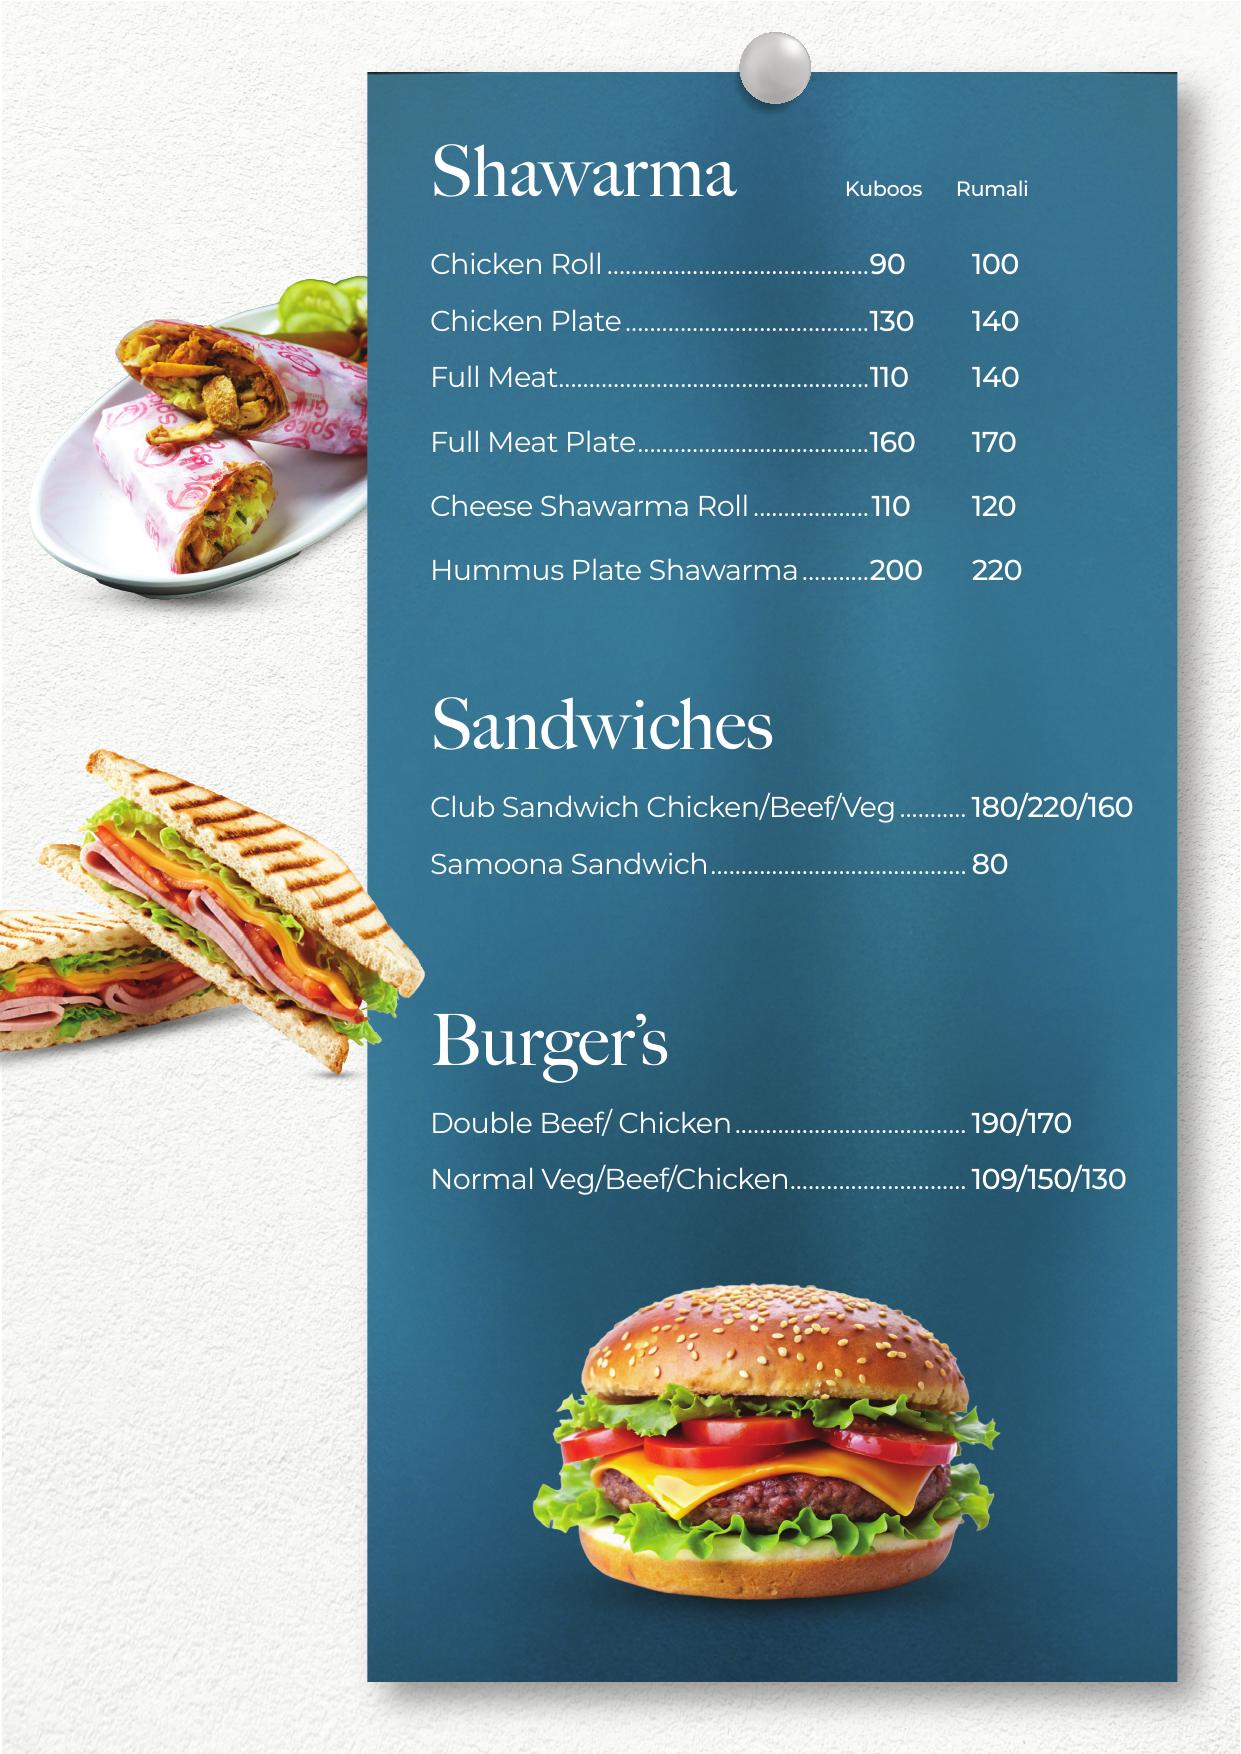 Shawarma Kuboos Rumali
Chicken Roll ............................................90 100
Chicken Plate .........................................130 140
Full Meat....................................................110 140
Full Meat Plate.......................................160 170
Cheese Shawarma Roll ...................110 120
Hummus Plate Shawarma ...........200 220
Spice Grill
Sandwiches
Club Sandwich Chicken/Beef/Veg ........... 180/220/160
Samoona Sandwich ........................................... 80
Burger’s
Double Beef/ Chicken ....................................... 190/170
Normal Veg/Beef/Chicken............................. 109/150/130